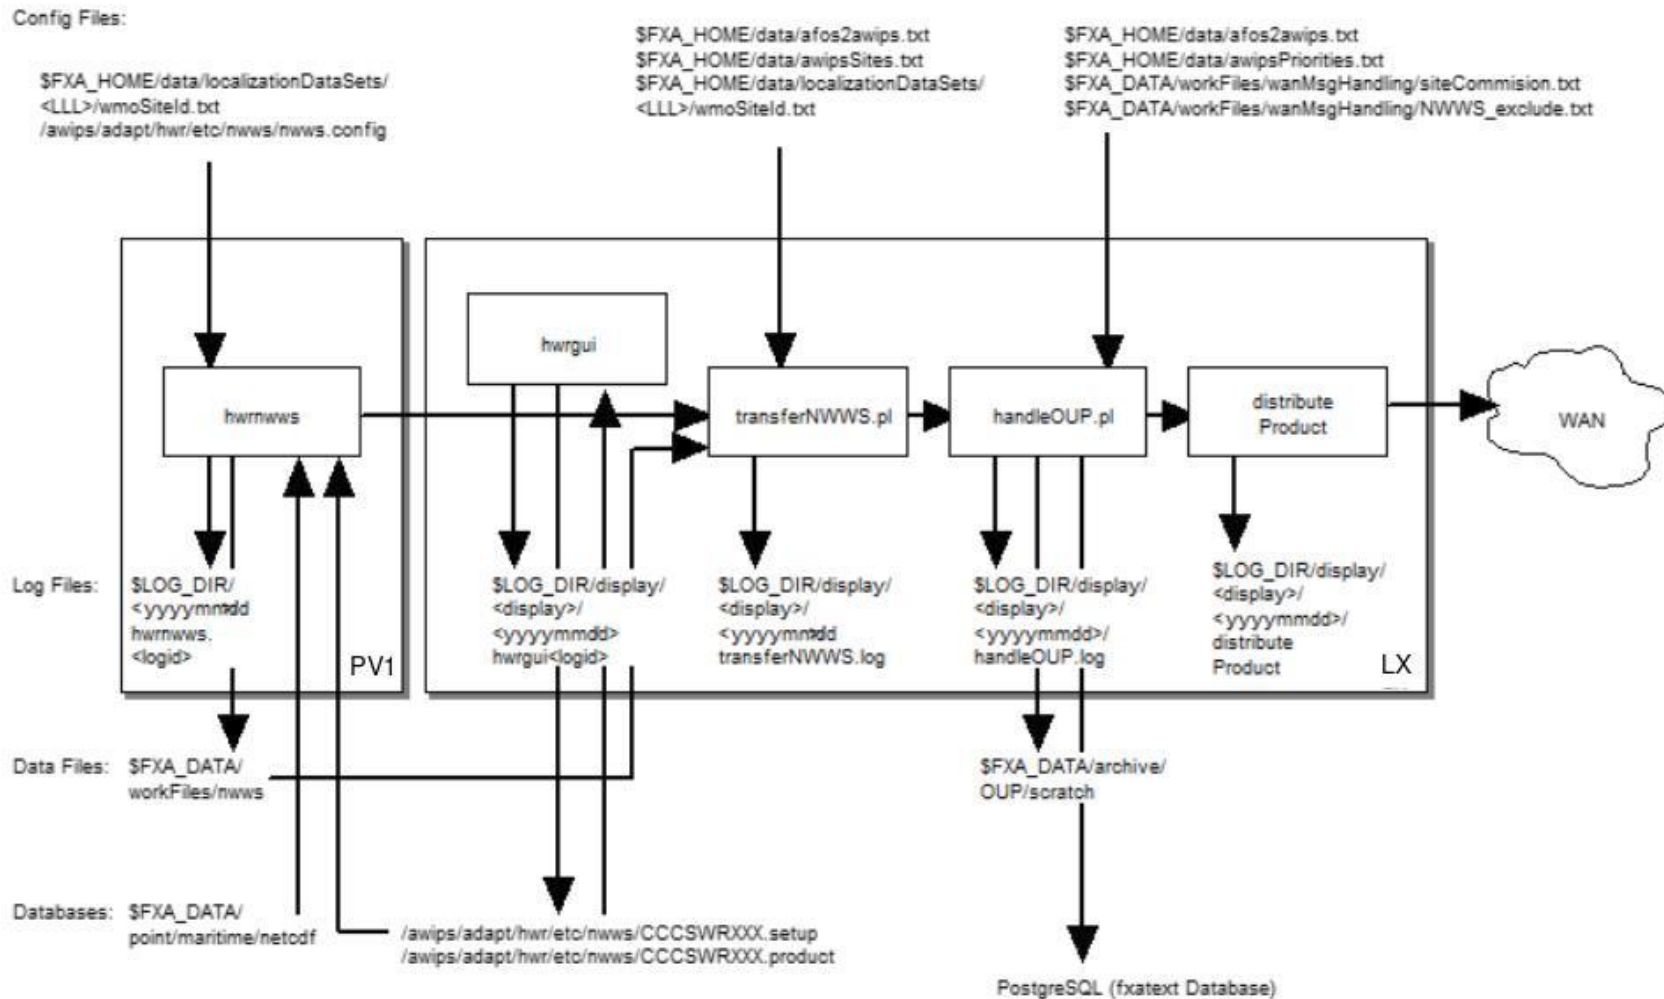 Config Files:
$FXA_HOME/data/localizationDataSets/
<LLL>/wmoSiteId.txt
/awips/adapt/hwr/etc/nwws/nwws.config
$FXA_HOME/data/afos2awips.txt
$FXA_HOME/data/awipsSites.txt
$FXA_HOME/data/localizationDataSets/
<LLL>/wmoSiteId.txt
$FXA_HOME/data/afos2awips.txt
$FXA_HOME/data/awipsPriorities.txt
$FXA_DATA/workFiles/wanMsgHandling/siteCommision.txt
$FXA_DATA/workFiles/wanMsgHandling/NWWS_exclude.txt
hwrnwws
hwrgui
transferNWWS.pl
handleOUP.pl
distribute
Product
WAN
Log Files:
$LOG_DIR/
<yyyymmdd
hwrnwws.
<logid>
PV1
$LOG_DIR/display/
<display>/
<yyyymmdd>
hwrgui<logid>
$LOG_DIR/display/
<display>/
<yyyymmdd
transferNWWS.log
$LOG_DIR/display/
<display>/
<yyyymmdd>/
handleOUP.log
$LOG_DIR/display/
<display>/
<yyyymmdd>/
distribute
Product
LX
Data Files:
$FXA_DATA/
workFiles/nwws
$FXA_DATA/archive/
OUP/scratch
Databases:
$FXA_DATA/
point/maritime/netcdf
/awips/adapt/hwr/etc/nwws/CCCSWRXXX.setup
/awips/adapt/hwr/etc/nwws/CCCSWRXXX.product
PostgreSQL (fxatext Database)